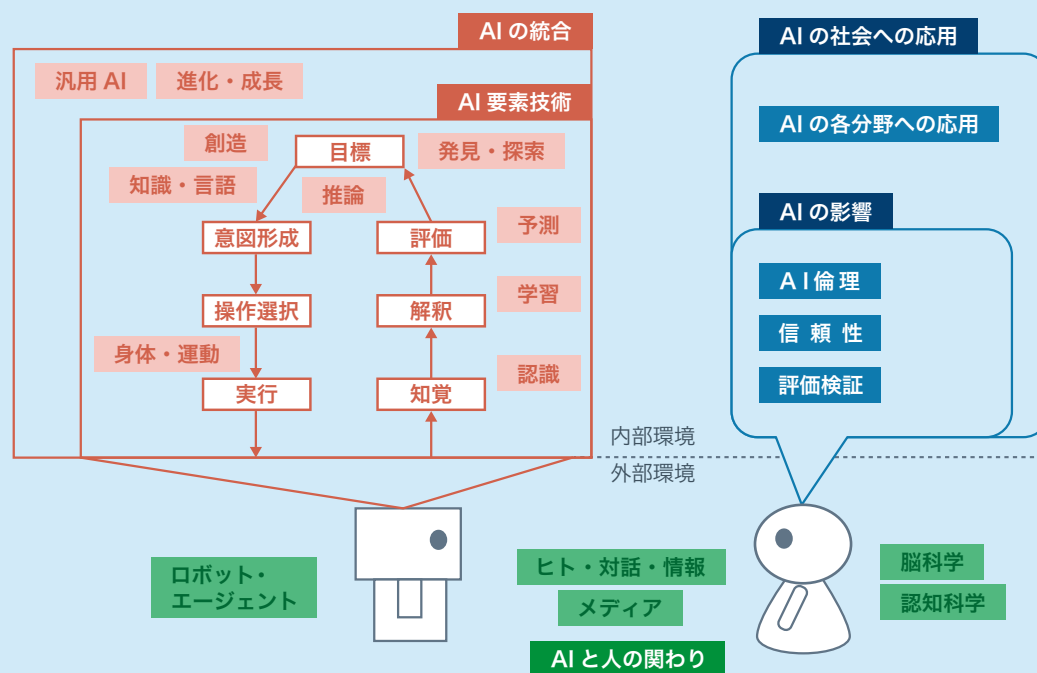 AI の統合
汎用 AI
進化・成長
AI 要素技術
創造
目標
発見・探索
知識・言語
推論
意図形成
評価
予測
操作選択
解釈
学習
身体・運動
実行
知覚
認識
AI の社会への応用
AI の各分野への応用
AI の影響
AI 倫理
信頼性
評価検証
内部環境
外部環境
ロボット・
エージェント
ヒト・対話・情報
メディア
AI と人の関わり
脳科学
認知科学